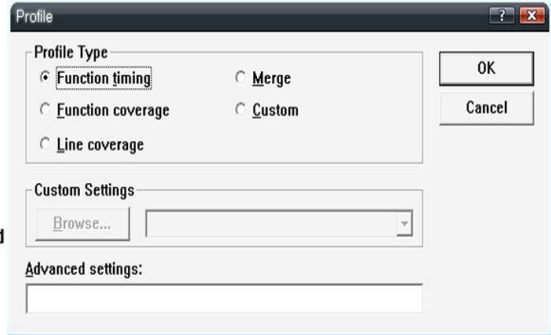 Profile
Profile Type
Function timing
Merge
OK
Function coverage
Custom
Cancel
Line coverage
Custom Settings
Browse...
Advanced settings: